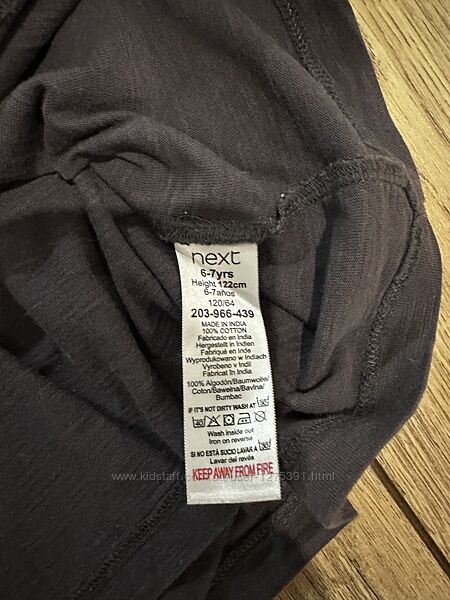 next
6-7yrs
Height 122cm
6-7años
120/64
203-966-439
MADE IN INDIA
100% COTTON
Fabricado en India
Hergestellt in Indien
Fabriqué en Inde
Wyprodukowano w Indiach
Vyrobeno v Indii
Fabricat în India
100% Algodón/Baumwolle/
Coton/Bawełna/Bavlna/
Bumbac
IF IT'S NOT DIRTY WASH AT 30°
40
Wash inside out
Iron on reverse
SI NO ESTÁ SUCIO LAVAR A 30°
Lavar del revés
KEEP AWAY FROM FIRE